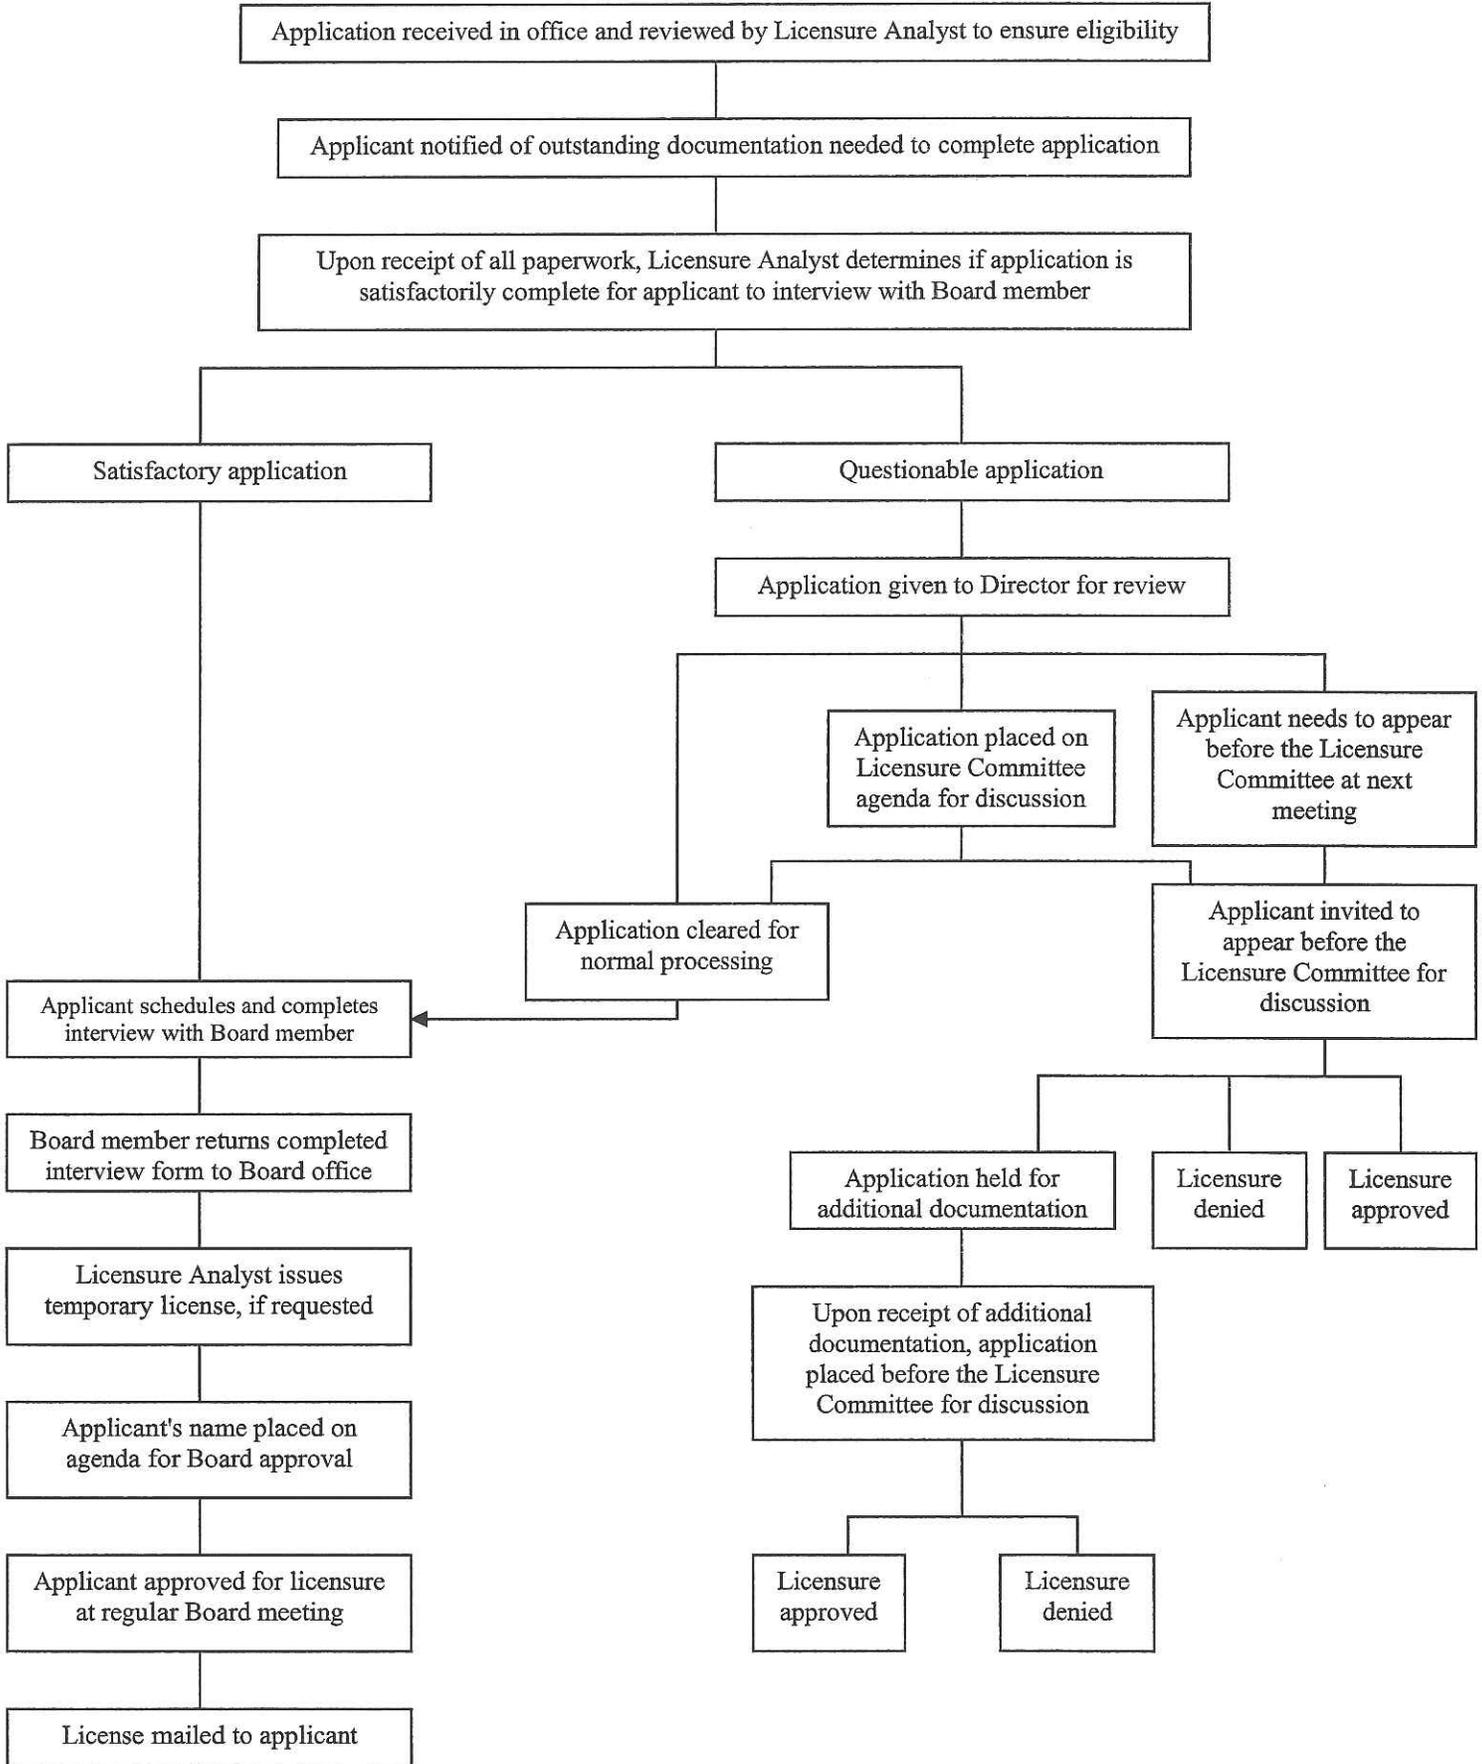 Application received in office and reviewed by Licensure Analyst to ensure eligibility
Applicant notified of outstanding documentation needed to complete application
Upon receipt of all paperwork, Licensure Analyst determines if application is
satisfactorily complete for applicant to interview with Board member
Satisfactory application
Questionable application
Application given to Director for review
Application placed on
Licensure Committee
agenda for discussion
Applicant needs to appear
before the Licensure
Committee at next
meeting
Application cleared for
normal processing
Applicant invited to
appear before the
Licensure Committee for
discussion
Applicant schedules and completes
interview with Board member
Board member returns completed
interview form to Board office
Application held for
additional documentation
Licensure
denied
Licensure
approved
Licensure Analyst issues
temporary license, if requested
Upon receipt of additional
documentation, application
placed before the Licensure
Committee for discussion
Applicant's name placed on
agenda for Board approval
Applicant approved for licensure
at regular Board meeting
Licensure
approved
Licensure
denied
License mailed to applicant